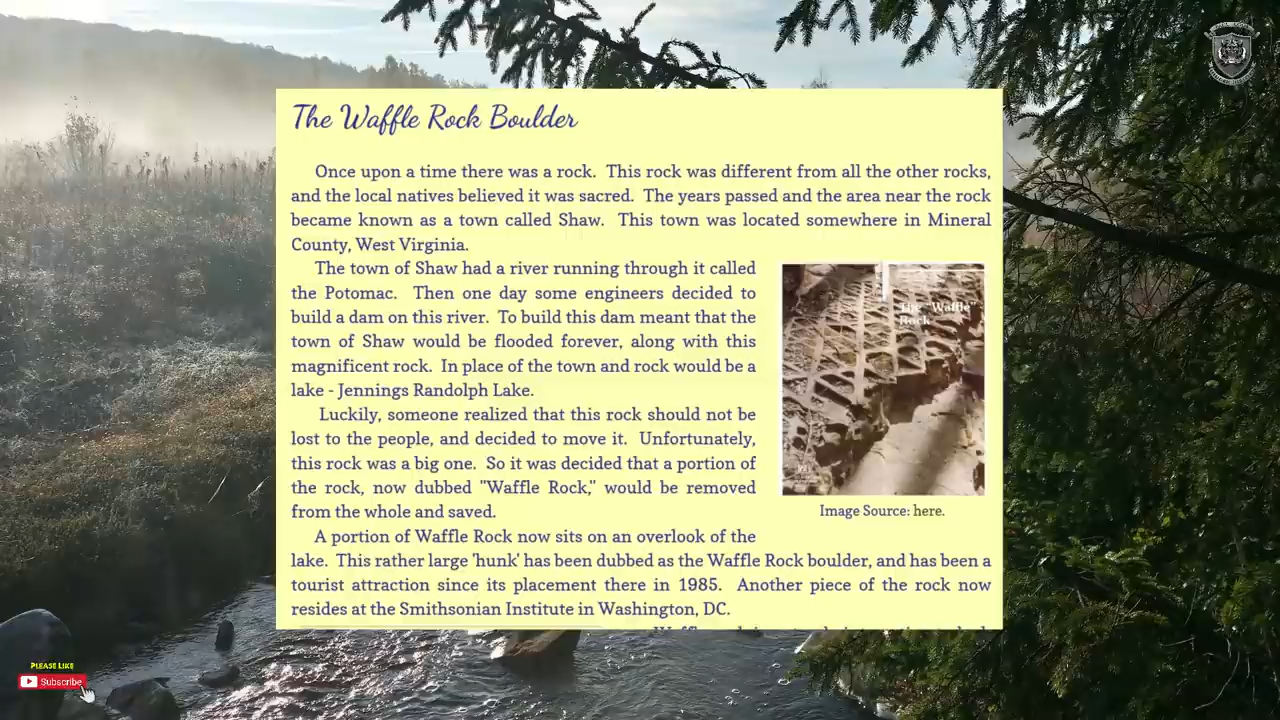 The Waffle Rock Boulder
Once upon a time there was a rock. This rock was different from all the other rocks,
and the local natives believed it was sacred. The years passed and the area near the rock
became known as a town called Shaw. This town was located somewhere in Mineral
County, West Virginia.
The town of Shaw had a river running through it called
the Potomac. Then one day some engineers decided to
build a dam on this river. To build this dam meant that the
town of Shaw would be flooded forever, along with this
magnificent rock. In place of the town and rock would be a
lake - Jennings Randolph Lake.
Luckily, someone realized that this rock should not be
lost to the people, and decided to move it. Unfortunately,
this rock was a big one. So it was decided that a portion of
the rock, now dubbed "Waffle Rock," would be removed
from the whole and saved.
The "Waffle"
Rock
Image Source: here.
A portion of Waffle Rock now sits on an overlook of the
lake. This rather large 'hunk' has been dubbed as the Waffle Rock boulder, and has been a
tourist attraction since its placement there in 1985. Another piece of the rock now
resides at the Smithsonian Institute in Washington, DC.
PLEASE LIKE
Subscribe